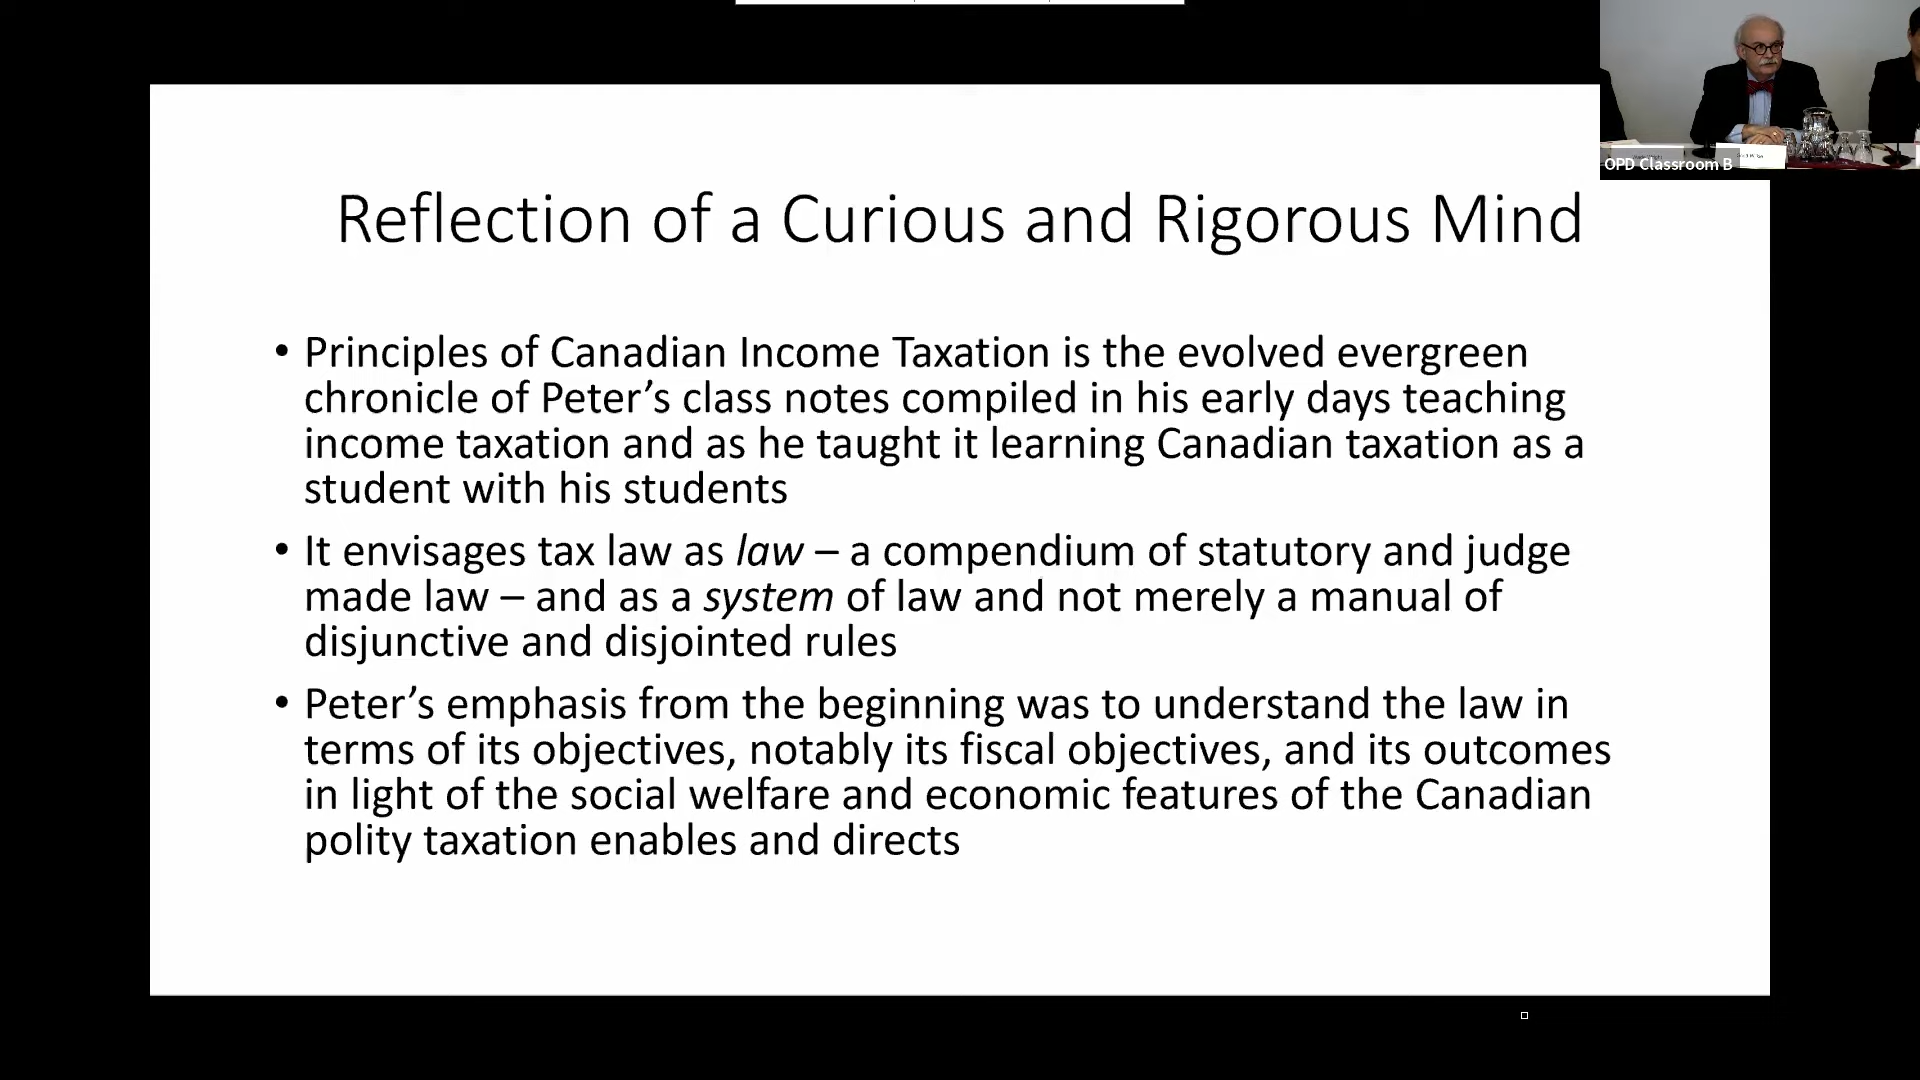 OPD Classroom B
Reflection of a Curious and Rigorous Mind
• Principles of Canadian Income Taxation is the evolved evergreen
chronicle of Peter’s class notes compiled in his early days teaching
income taxation and as he taught it learning Canadian taxation as a
student with his students
• It envisages tax law as law – a compendium of statutory and judge
made law – and as a system of law and not merely a manual of
disjunctive and disjointed rules
• Peter’s emphasis from the beginning was to understand the law in
terms of its objectives, notably its fiscal objectives, and its outcomes
in light of the social welfare and economic features of the Canadian
polity taxation enables and directs